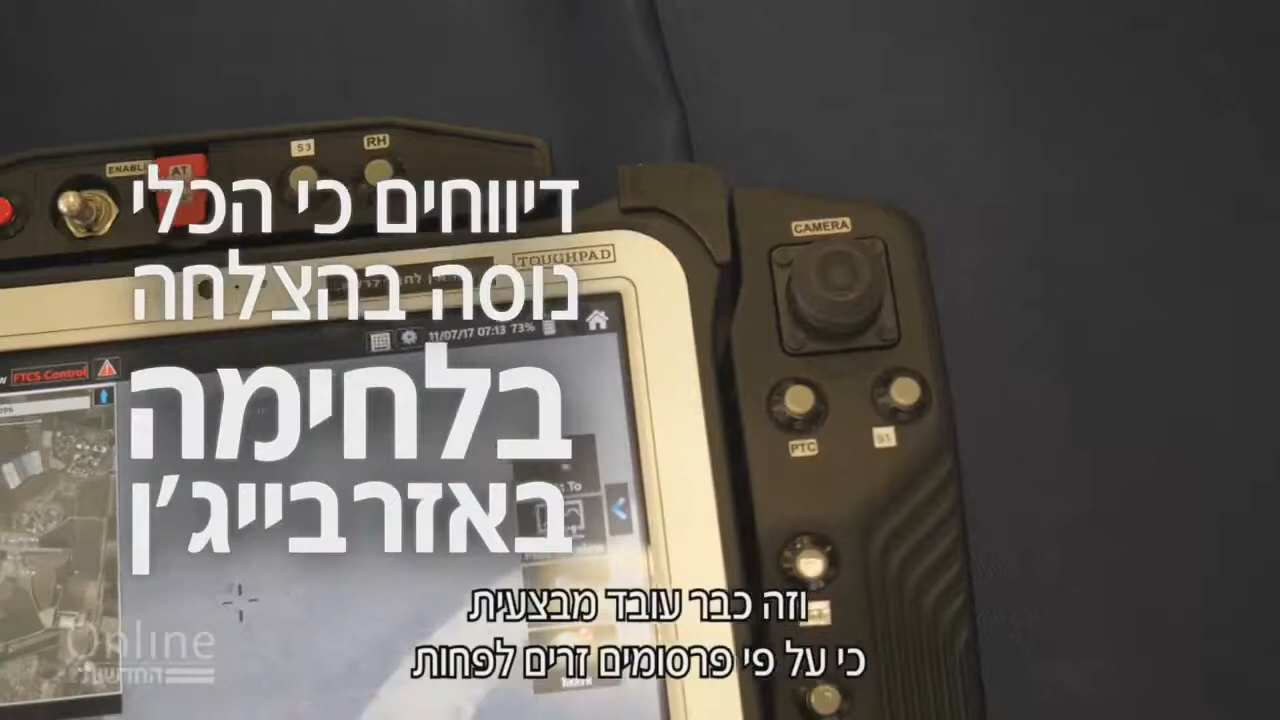 ENABLE
AT
S3
RH
דיווחים כי הכלי
נוסה בהצלחה
בלחימה
באזרבייג'ן
TOUGHPAD
11/07/17 07:13 73%
FTCS Control
CAMERA
PTC
S1
To
וזה כבר עובד מבצעית
כי על פי פרסומים זרים לפחות
Online
החדשות